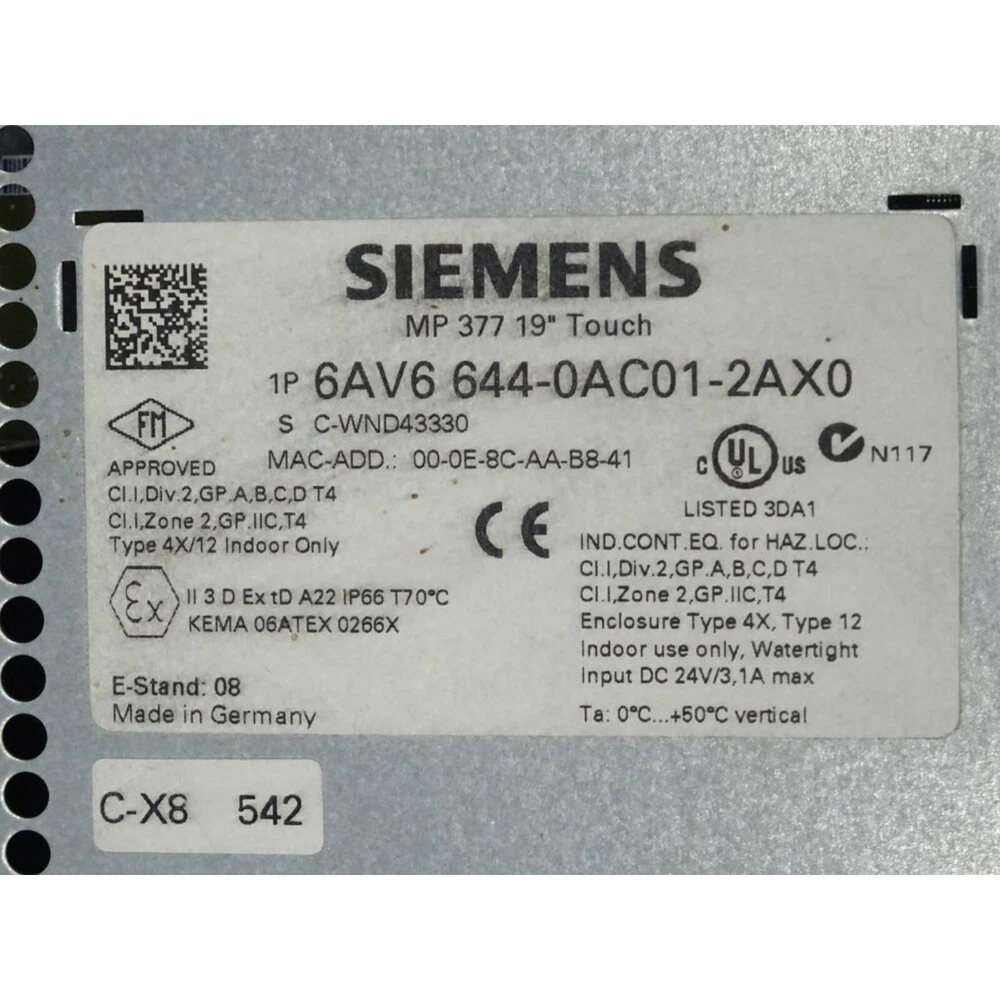 SIEMENS
MP 377 19" Touch
1P 6AV6 644-0AC01-2AX0
S C-WND43330
MAC-ADD.: 00-0E-8C-AA-B8-41
FM
APPROVED
Cl.I,Div.2,GP.A,B,C,D T4
Cl.I,Zone 2,GP.IIC,T4
Type 4X/12 Indoor Only
CE
c UL us
N117
LISTED 3DA1
IND.CONT.EQ. for HAZ.LOC.:
Cl.I,Div.2,GP.A,B,C,D T4
Cl.I,Zone 2,GP.IIC,T4
Enclosure Type 4X, Type 12
Indoor use only, Watertight
Input DC 24V/3,1A max
Ta: 0°C...+50°C vertical
Ex II 3 D Ex tD A22 IP66 T70°C
KEMA 06ATEX 0266X
E-Stand: 08
Made in Germany
C-X8 542